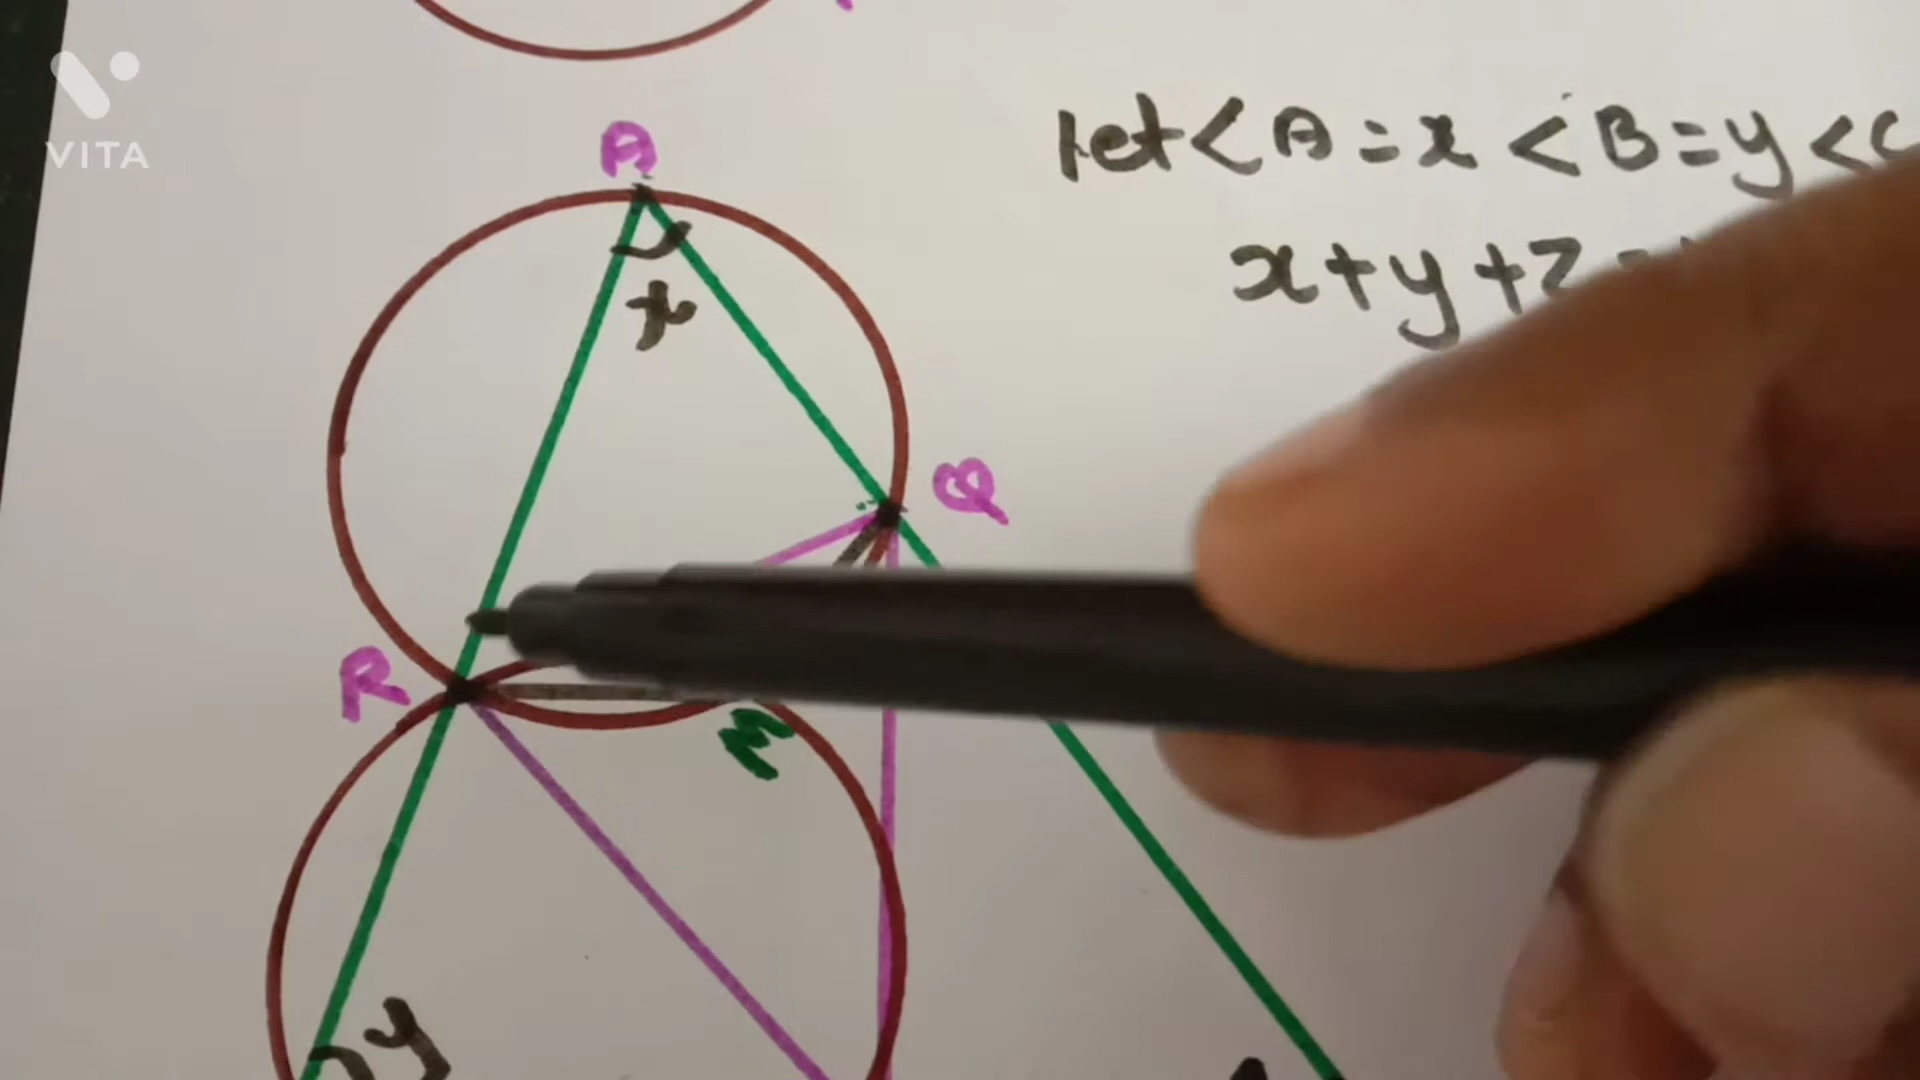 VITA
A
let <A = x <B = y <C
x + y + z =
x
Q
R
M
y